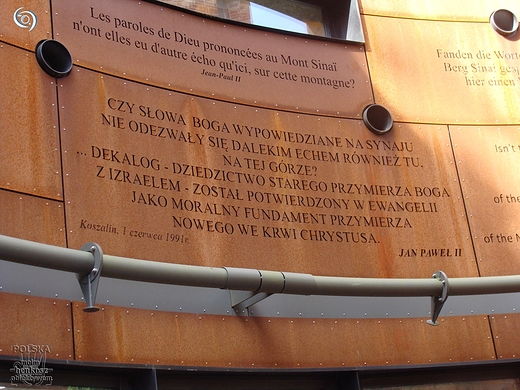 Les paroles de Dieu prononcées au Mont Sinaï
n'ont elles eu d'autre écho qu'ici, sur cette montagne?
Jean-Paul II
Fanden die Wort
Berg Sinai gesp
hier einen
CZY SŁOWA BOGA WYPOWIEDZIANE NA SYNAJU
NIE ODEZWAŁY SIĘ DALEKIM ECHEM RÓWNIEŻ TU,
NA TEJ GÓRZE?
... DEKALOG - DZIEDZICTWO STAREGO PRZYMIERZA BOGA
Z IZRAELEM - ZOSTAŁ POTWIERDZONY W EWANGELII
JAKO MORALNY FUNDAMENT PRZYMIERZA
NOWEGO WE KRWI CHRYSTUSA.
Koszalin, 1 czerwca 1991r.
JAN PAWEŁ II
Isn't
of the
of the N
POLSKA